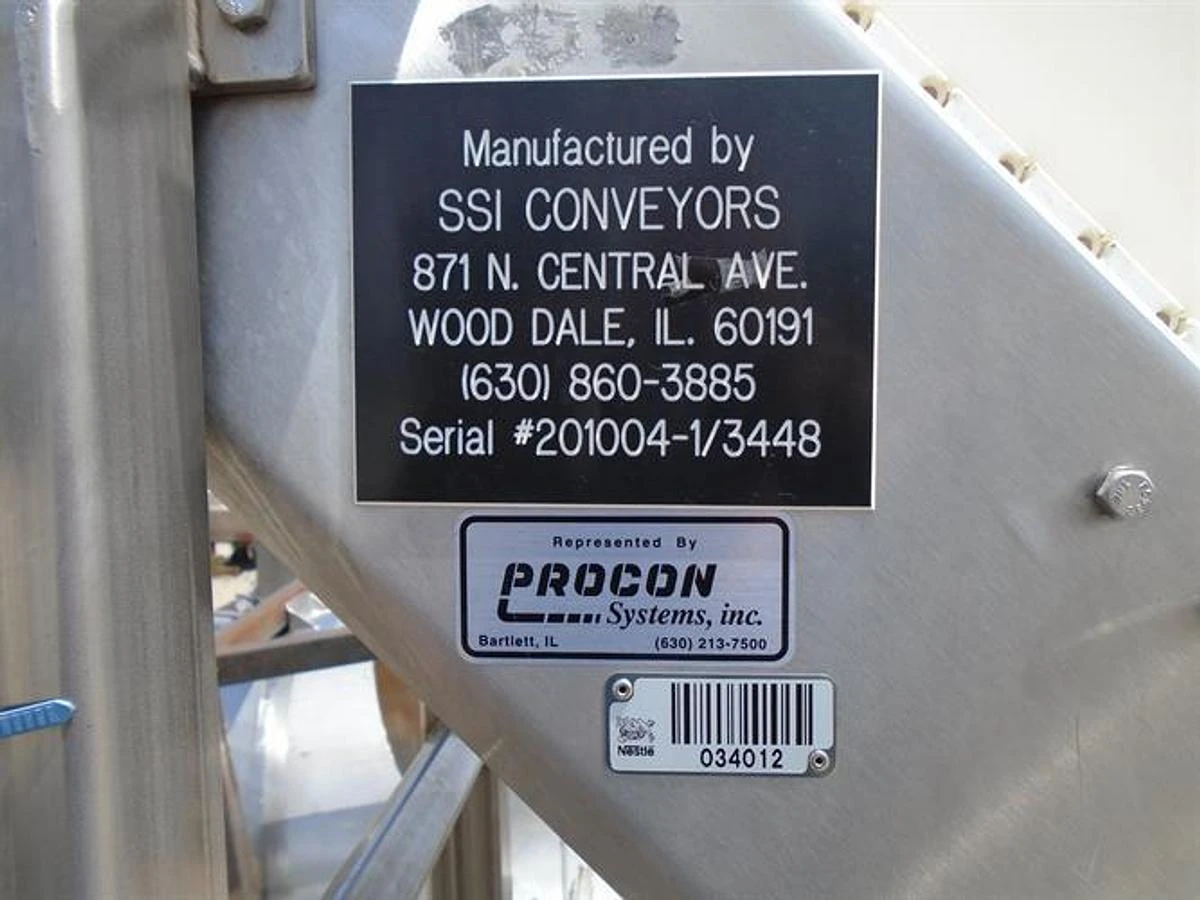 Manufactured by
SSI CONVEYORS
871 N. CENTRAL AVE.
WOOD DALE, IL. 60191
(630) 860-3885
Serial #201004-1/3448
Represented By
PROCON
Systems, inc.
Bartlett, IL (630) 213-7500
Nestlé
034012